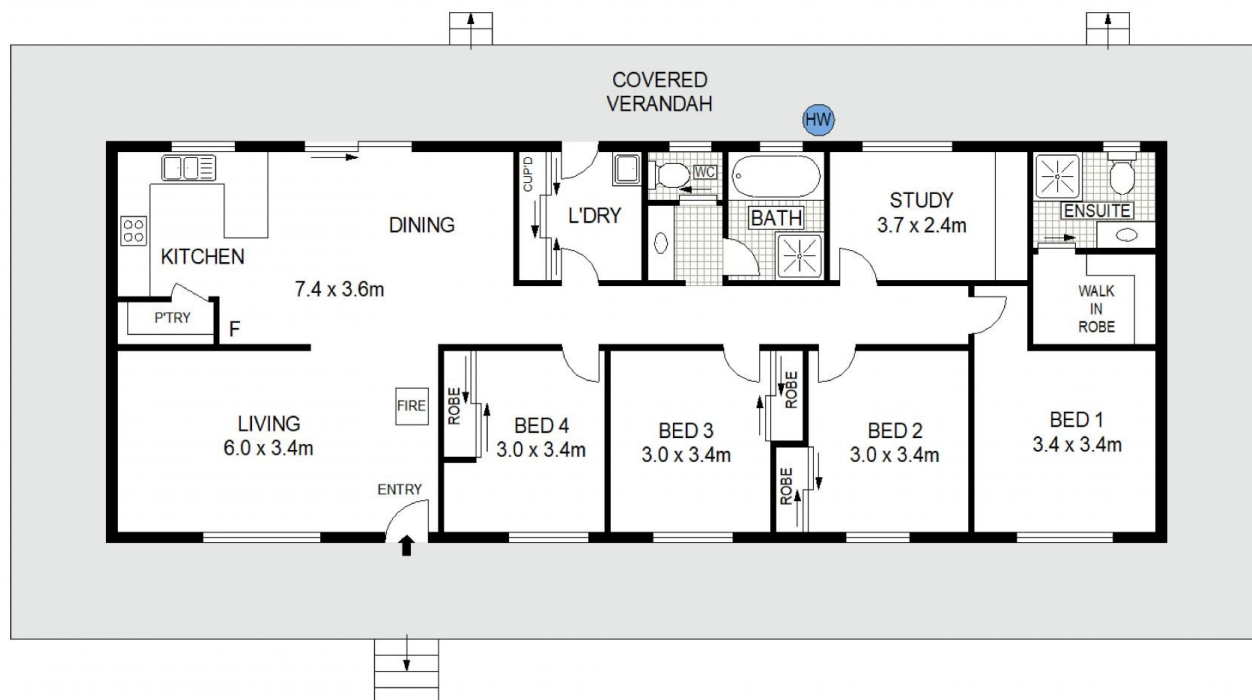 COVERED
VERANDAH
HW
CUP'D
L'DRY
WC
BATH
STUDY
3.7 x 2.4m
ENSUITE
DINING
KITCHEN
7.4 x 3.6m
P'TRY
F
WALK
IN
ROBE
LIVING
6.0 x 3.4m
FIRE
ENTRY
ROBE
BED 4
3.0 x 3.4m
BED 3
3.0 x 3.4m
ROBE
ROBE
BED 2
3.0 x 3.4m
BED 1
3.4 x 3.4m